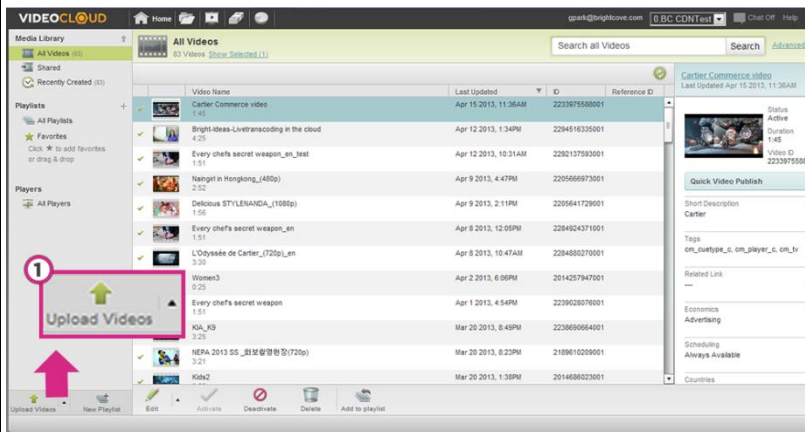 VIDEOCLOUD
Home
gpark@brightcove.com
0.BC CDNTest
Chat Off
Help
Media Library
All Videos (83)
Shared
Recently Created (83)
Playlists
All Playlists
Favorites
Click ★ to add favorites
or drag & drop
Players
All Players
All Videos
83 Videos Show Selected (1)
Search all Videos
Search
Advanced
Video Name
Last Updated
ID
Reference ID
Cartier Commerce video
1:45
Apr 15 2013, 11:36AM
2233975588001
Bright-Ideas-Livetranscoding in the cloud
4:25
Apr 12 2013, 1:34PM
2294516335001
Every chefs secret weapon_en_test
1:51
Apr 12 2013, 10:31AM
2292137593001
Naingirl in Hongkong_(480p)
2:52
Apr 9 2013, 4:47PM
2205666973001
Delicious STYLENANDA_(1080p)
1:56
Apr 9 2013, 2:11PM
2205641729001
Every chefs secret weapon_en
1:51
Apr 8 2013, 12:05PM
2284924371001
L'Odyssée de Cartier_(720p)_en
3:30
Apr 8 2013, 10:47AM
2284880270001
Women3
0:25
Apr 2 2013, 6:06PM
2014257947001
Every chefs secret weapon
1:51
Apr 1 2013, 4:54PM
2239028076001
KIA_K9
3:25
Mar 20 2013, 8:49PM
2238690664001
NEPA 2013 SS _화보촬영현장(720p)
3:21
Mar 20 2013, 8:23PM
2189610209001
Kids2
Mar 20 2013, 1:38PM
2014686023001
Cartier Commerce video
Last Updated Apr 15 2013, 11:36AM
Status
Active
Duration
1:45
Video ID
223397558
Quick Video Publish
Short Description
Cartier
Tags
cm_cuetype_c, cm_player_c, cm_tv
Related Link
---
Economics
Advertising
Scheduling
Always Available
Countries
1
Upload Videos
Upload Videos
New Playlist
Edit
Activate
Deactivate
Delete
Add to playlist